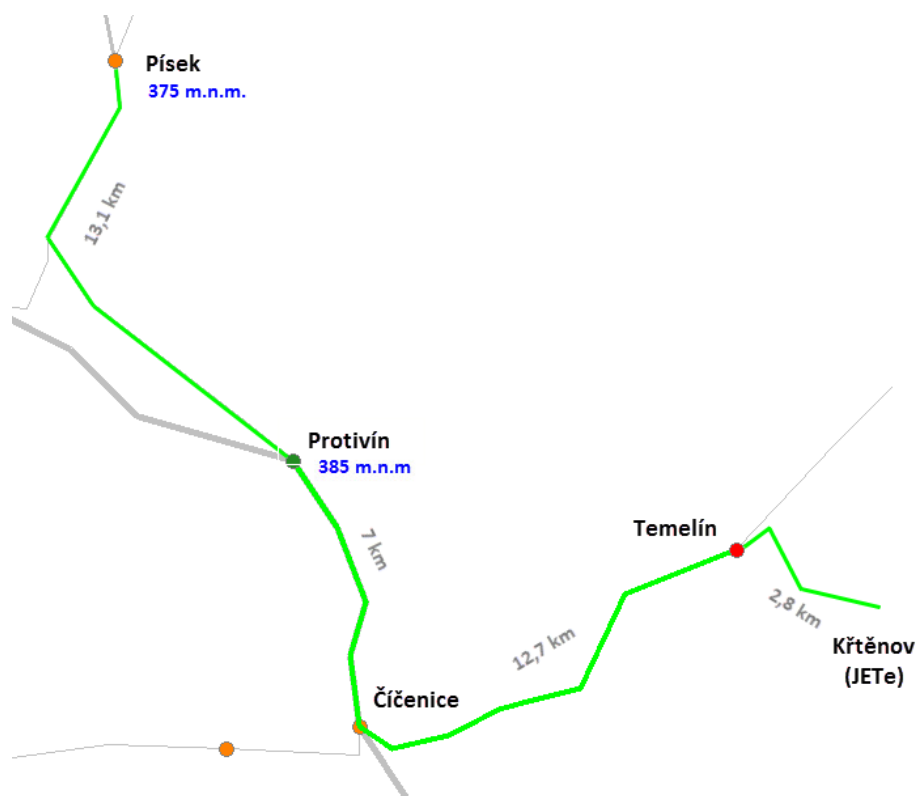 Písek
375 m.n.m.
13,1 km
Protivín
385 m.n.m
7 km
Temelín
2,8 km
12,7 km
Křtěnov
(JETe)
Číčenice